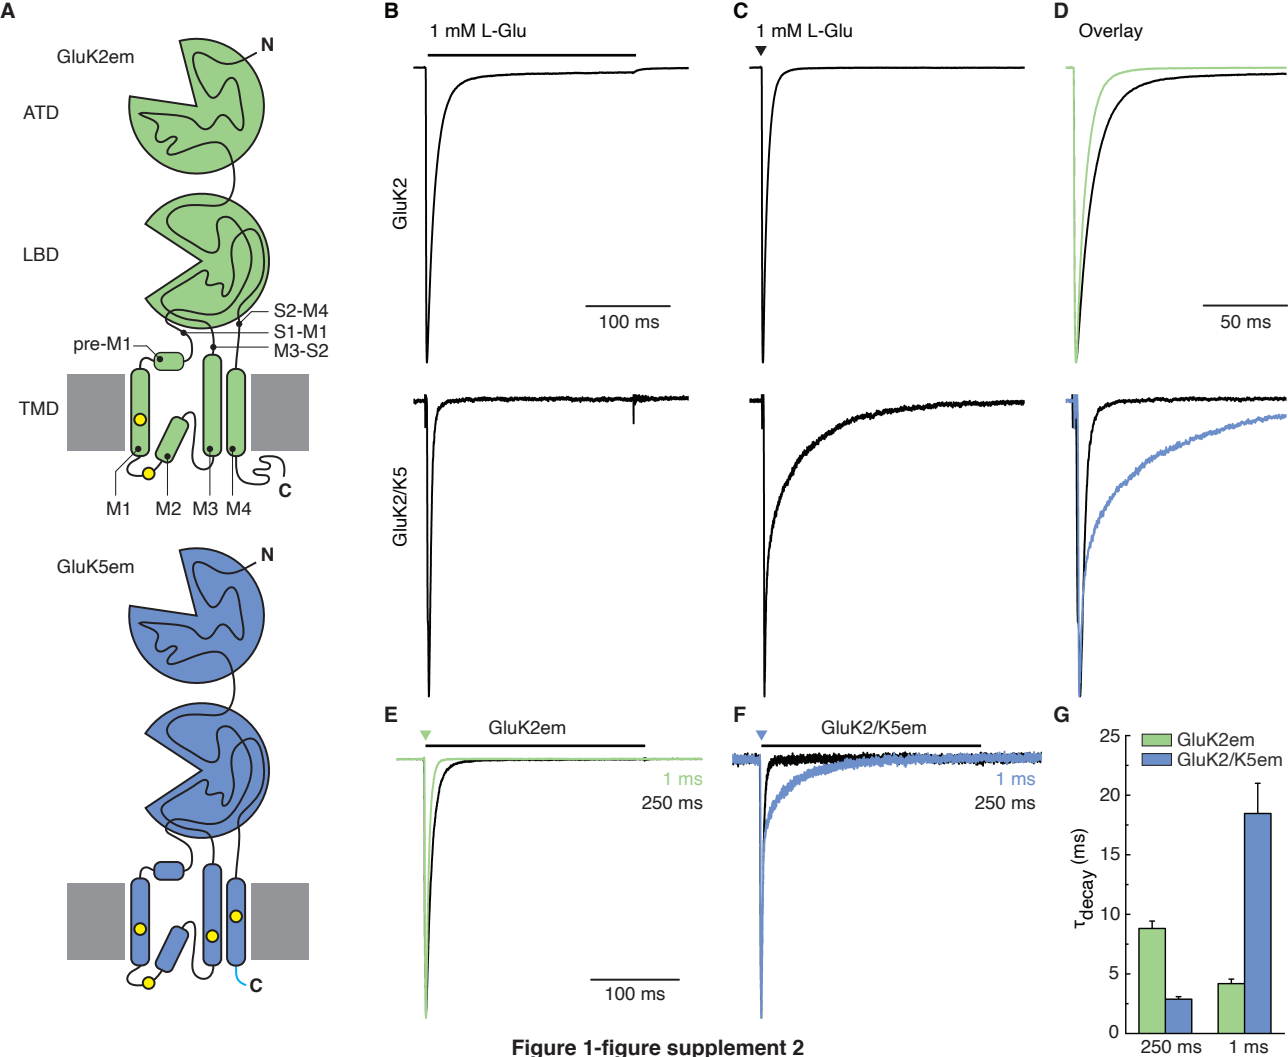 A
GluK2em
N
ATD
LBD
S2-M4
S1-M1
M3-S2
pre-M1
TMD
M1
M2
M3
M4
C
GluK5em
N
C
B
1 mM L-Glu
GluK2
100 ms
GluK2/K5
C
1 mM L-Glu
D
Overlay
50 ms
E
GluK2em
1 ms
250 ms
100 ms
F
GluK2/K5em
1 ms
250 ms
G
GluK2em
GluK2/K5em
τdecay (ms)
25
20
15
10
5
0
250 ms
1 ms
Figure 1-figure supplement 2